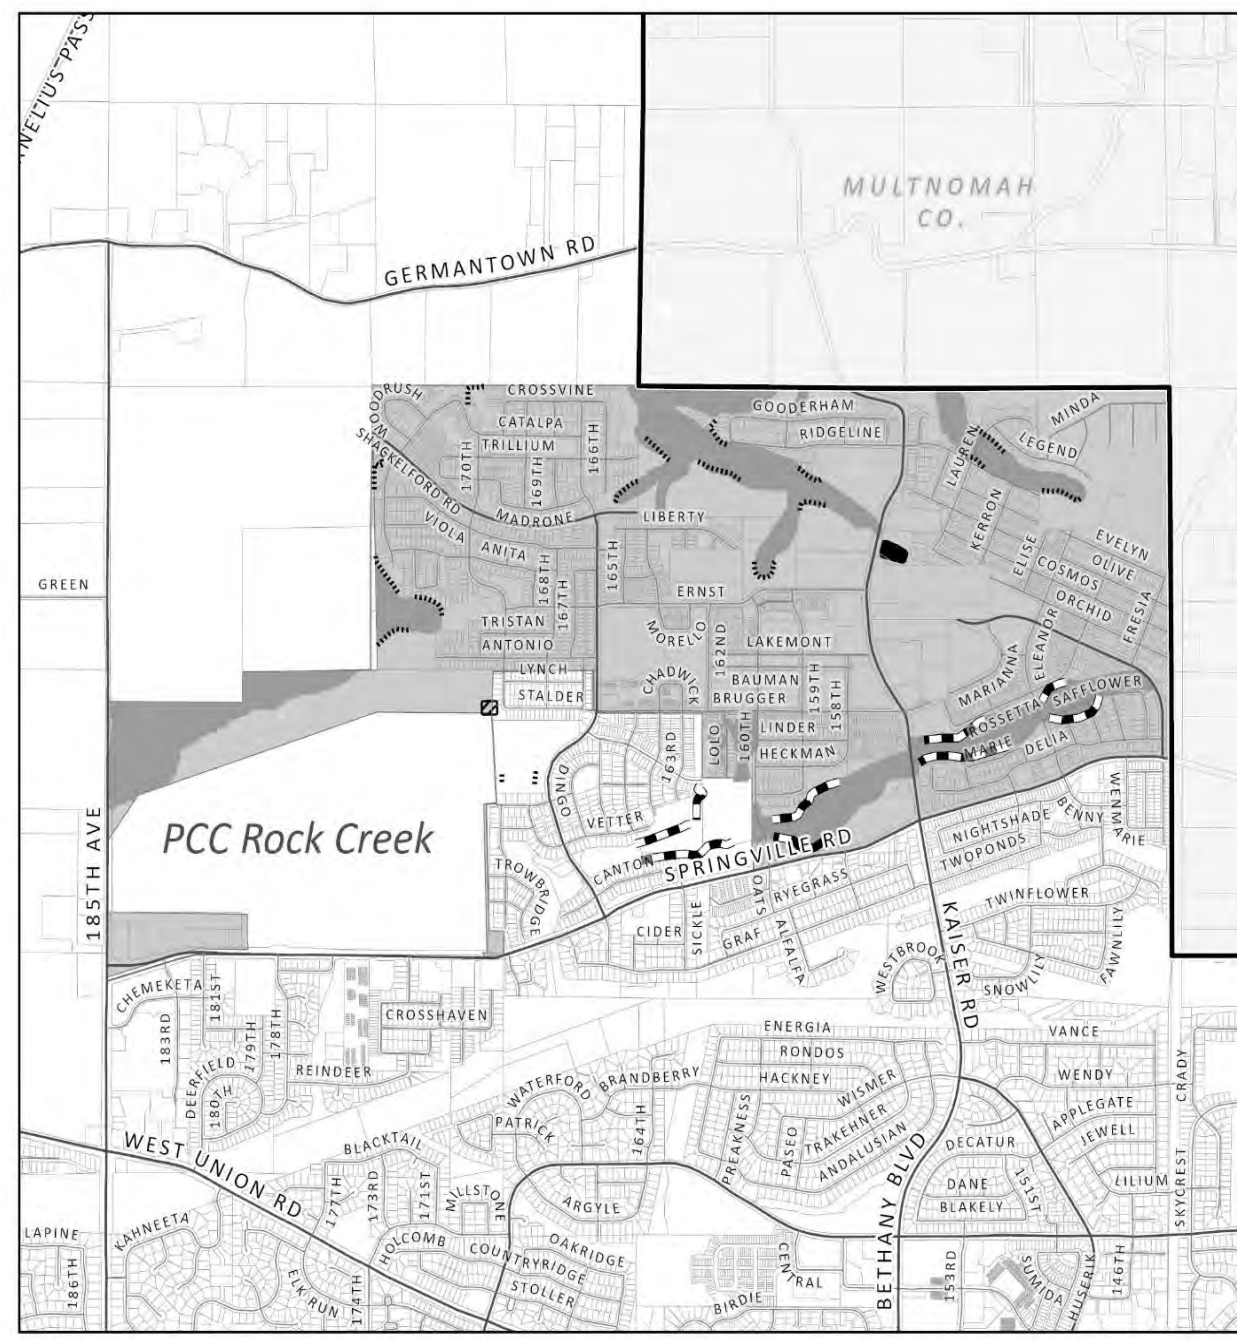 NELIUS PASS
MULTNOMAH
CO.
GERMANTOWN RD
WOODRUSH
CROSSVINE
CATALPA
TRILLIUM
SHACKELFORD RD
170TH
169TH
166TH
MADRONE
VIOLA
ANITA
168TH
167TH
165TH
LIBERTY
GOODERHAM
RIDGELINE
LAUREN
LEGEND
MINDA
KERRON
ELISE
EVELYN
OLIVE
COSMOS
ORCHID
FRESIA
ELEANOR
MARIANNA
GREEN
ERNST
TRISTAN
ANTONIO
LYNCH
STALDER
MORELLO
162ND
LAKEMONT
CHADWICK
BAUMAN
BRUGGER
159TH
158TH
LINDER
HECKMAN
LOLO
160TH
163RD
ROSSETTA
SAFFLOWER
MARIE
DELIA
DINGO
VETTER
CANTON
SPRINGVILLE RD
PCC Rock Creek
185TH AVE
TROWBRIDGE
NIGHTSHADE
TWOPONDS
BENNY
WENMARIE
OATS
RYEGRASS
CIDER
SICKLE
GRAF
ALFALFA
KAISER RD
TWINFLOWER
WESTBROOK
SNOWLILY
FAWNLILY
CHEMEKETA
181ST
183RD
179TH
178TH
CROSSHAVEN
DEERFIELD
180TH
REINDEER
ENERGIA
RONDOS
HACKNEY
WISMER
VANCE
WENDY
CRADY
APPLEGATE
JEWELL
WATERFORD
BRANDBERRY
PATRICK
164TH
PREAKNESS
PASEO
TRAKEHNER
ANDALUSIAN
BETHANY BLVD
DECATUR
DANE
BLAKELY
151ST
LILIUM
SKYCREST
WEST UNION RD
BLACKTAIL
177TH
173RD
171ST
MILLSTONE
ARGYLE
LAPINE
KAHNEETA
186TH
HOLCOMB
COUNTRYRIDGE
OAKRIDGE
STOLLER
ELK RUN
174TH
CENTRAL
BIRDIE
153RD
SUMIDA
HUSERIK
146TH